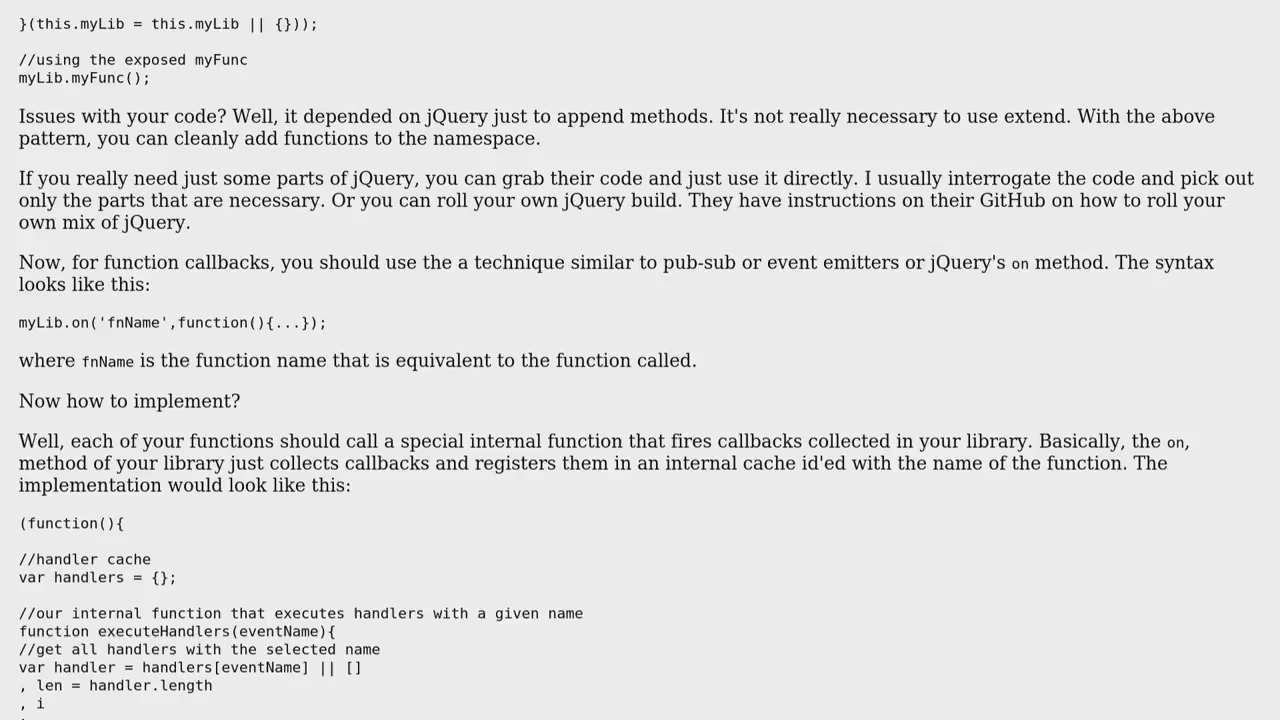 }(this.myLib = this.myLib || {}));
//using the exposed myFunc
myLib.myFunc();
Issues with your code? Well, it depended on jQuery just to append methods. It's not really necessary to use extend. With the above
pattern, you can cleanly add functions to the namespace.
If you really need just some parts of jQuery, you can grab their code and just use it directly. I usually interrogate the code and pick out
only the parts that are necessary. Or you can roll your own jQuery build. They have instructions on their GitHub on how to roll your
own mix of jQuery.
Now, for function callbacks, you should use the a technique similar to pub-sub or event emitters or jQuery's on method. The syntax
looks like this:
myLib.on('fnName',function(){...});
where fnName is the function name that is equivalent to the function called.
Now how to implement?
Well, each of your functions should call a special internal function that fires callbacks collected in your library. Basically, the on,
method of your library just collects callbacks and registers them in an internal cache id'ed with the name of the function. The
implementation would look like this:
(function(){
//handler cache
var handlers = {};
//our internal function that executes handlers with a given name
function executeHandlers(eventName){
//get all handlers with the selected name
var handler = handlers[eventName] || []
, len = handler.length
, i